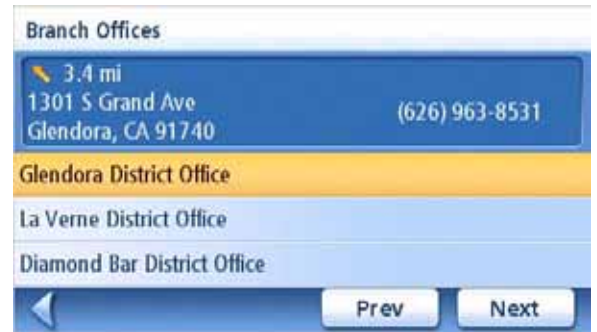 Branch Offices
3.4 mi
1301 S Grand Ave
(626) 963-8531
Glendora, CA 91740
Glendora District Office
La Verne District Office
Diamond Bar District Office
Prev
Next